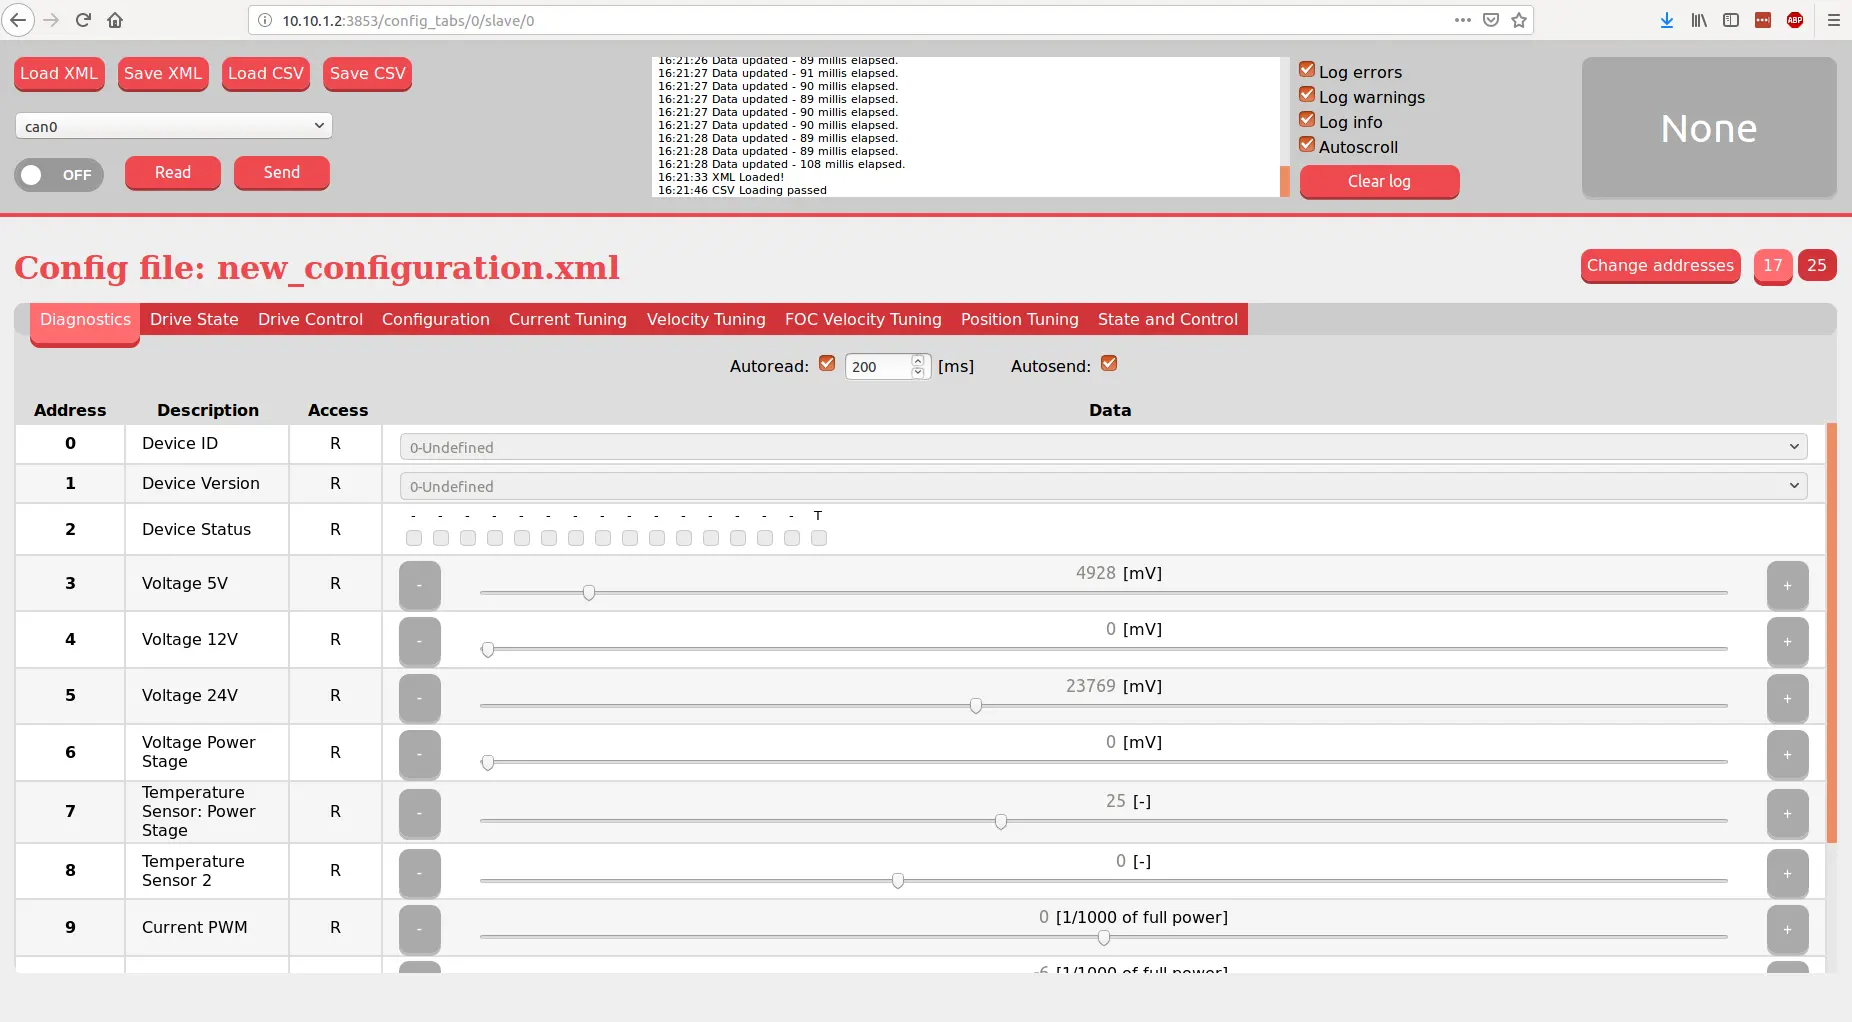 10.10.1.2:3853/config_tabs/0/slave/0
ABP
Load XML Save XML Load CSV Save CSV
can0
OFF Read Send
16:21:26 Data updated - 89 millis elapsed.
16:21:27 Data updated - 91 millis elapsed.
16:21:27 Data updated - 90 millis elapsed.
16:21:27 Data updated - 89 millis elapsed.
16:21:27 Data updated - 90 millis elapsed.
16:21:27 Data updated - 90 millis elapsed.
16:21:28 Data updated - 89 millis elapsed.
16:21:28 Data updated - 89 millis elapsed.
16:21:28 Data updated - 108 millis elapsed.
16:21:33 XML Loaded!
16:21:46 CSV Loading passed
Log errors
Log warnings
Log info
Autoscroll
Clear log
None
Config file: new_configuration.xml
Change addresses 17 25
Diagnostics Drive State Drive Control Configuration Current Tuning Velocity Tuning FOC Velocity Tuning Position Tuning State and Control
Autoread: 200 [ms] Autosend:
Address Description Access Data
0 Device ID R 0-Undefined
1 Device Version R 0-Undefined
- - - - - - - - - - - - - - - T
2 Device Status R
3 Voltage 5V R - 4928 [mV] +
4 Voltage 12V R - 0 [mV] +
5 Voltage 24V R - 23769 [mV] +
6 Voltage Power Stage R - 0 [mV] +
7 Temperature Sensor: Power Stage R - 25 [-] +
8 Temperature Sensor 2 R - 0 [-] +
9 Current PWM R - 0 [1/1000 of full power] +
-6 [1/1000 of full power]